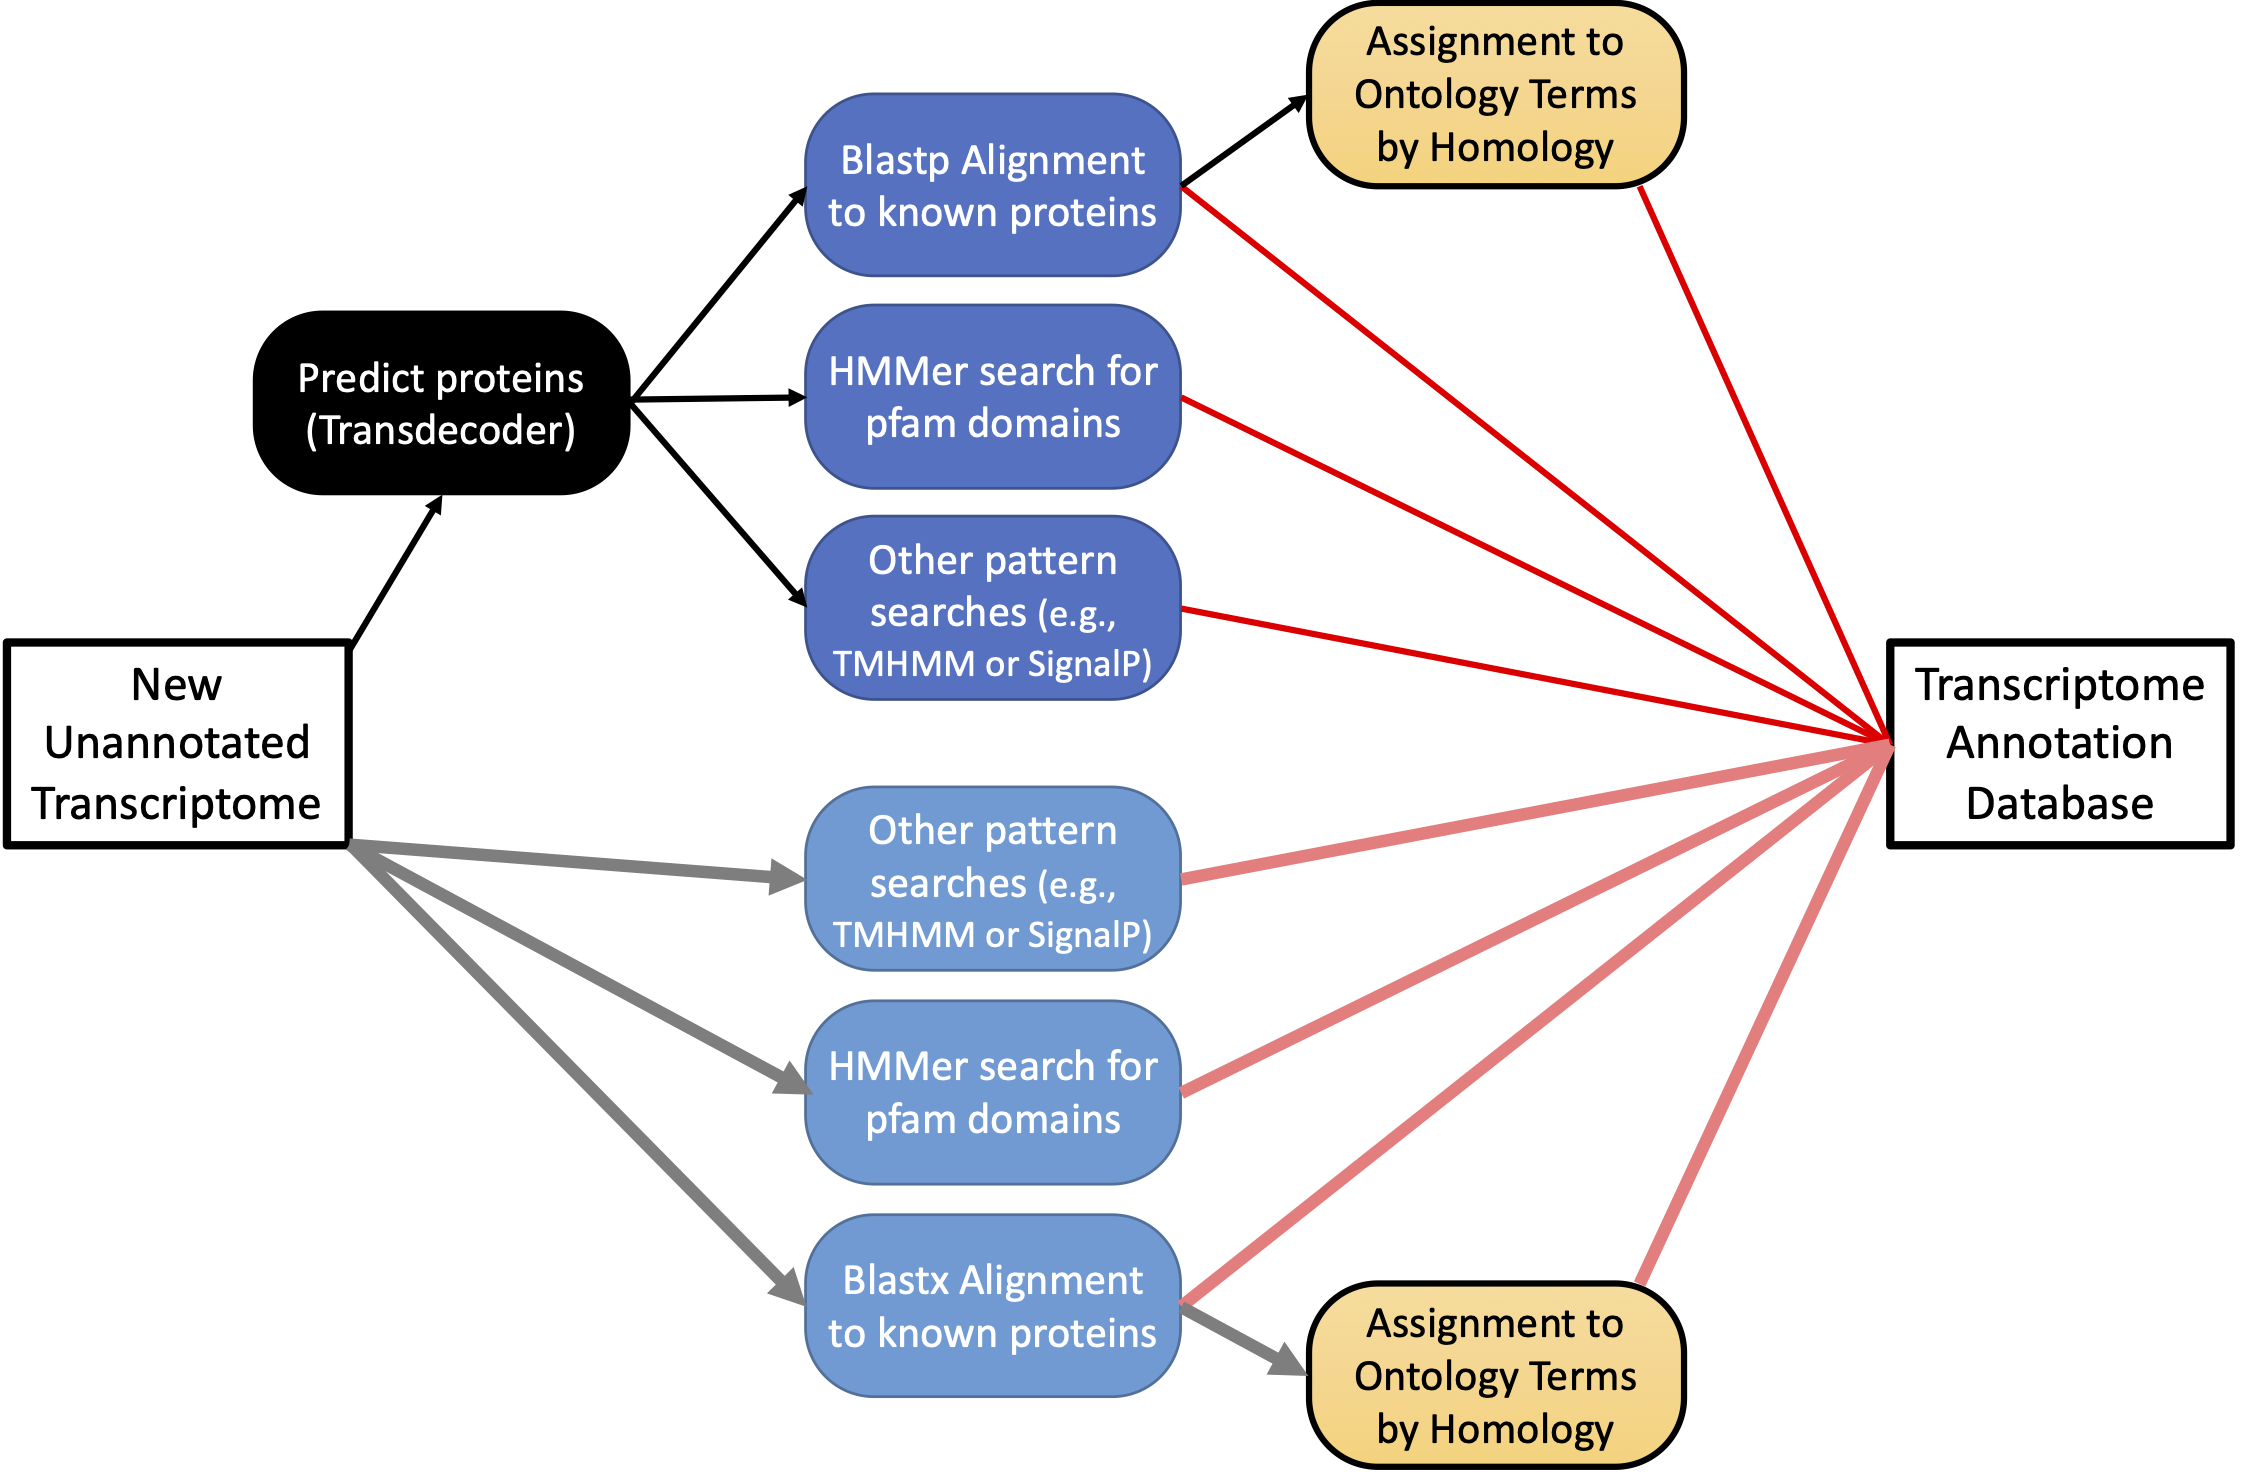 Assignment to
Ontology Terms
by Homology
Blastp Alignment
to known proteins
Predict proteins
(Transdecoder)
HMMer search for
pfam domains
Other pattern
searches (e.g.,
TMHMM or SignalP)
New
Unannotated
Transcriptome
Transcriptome
Annotation
Database
Other pattern
searches (e.g.,
TMHMM or SignalP)
HMMer search for
pfam domains
Blastx Alignment
to known proteins
Assignment to
Ontology Terms
by Homology